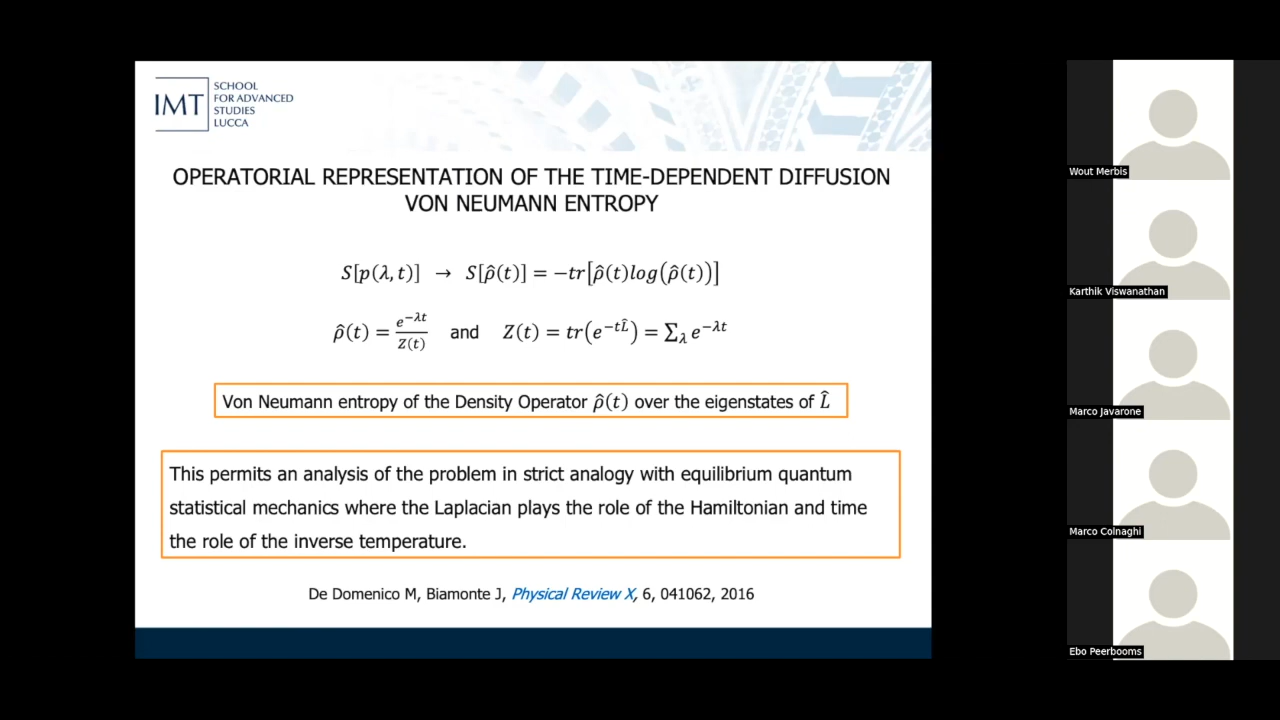 IMT
SCHOOL
FOR ADVANCED
STUDIES
LUCCA
OPERATORIAL REPRESENTATION OF THE TIME-DEPENDENT DIFFUSION
VON NEUMANN ENTROPY
S[p(λ,t)] → S[ρ̂(t)] = −tr[ρ̂(t)log(ρ̂(t))]
ρ̂(t) = e^{−λt}/Z(t) and Z(t) = tr(e^{−tL̂}) = ∑_λ e^{−λt}
Von Neumann entropy of the Density Operator ρ̂(t) over the eigenstates of L̂
This permits an analysis of the problem in strict analogy with equilibrium quantum
statistical mechanics where the Laplacian plays the role of the Hamiltonian and time
the role of the inverse temperature.
De Domenico M, Biamonte J, Physical Review X, 6, 041062, 2016
Wout Merbis
Karthik Viswanathan
Marco Javarone
Marco Colnaghi
Ebo Peerbooms